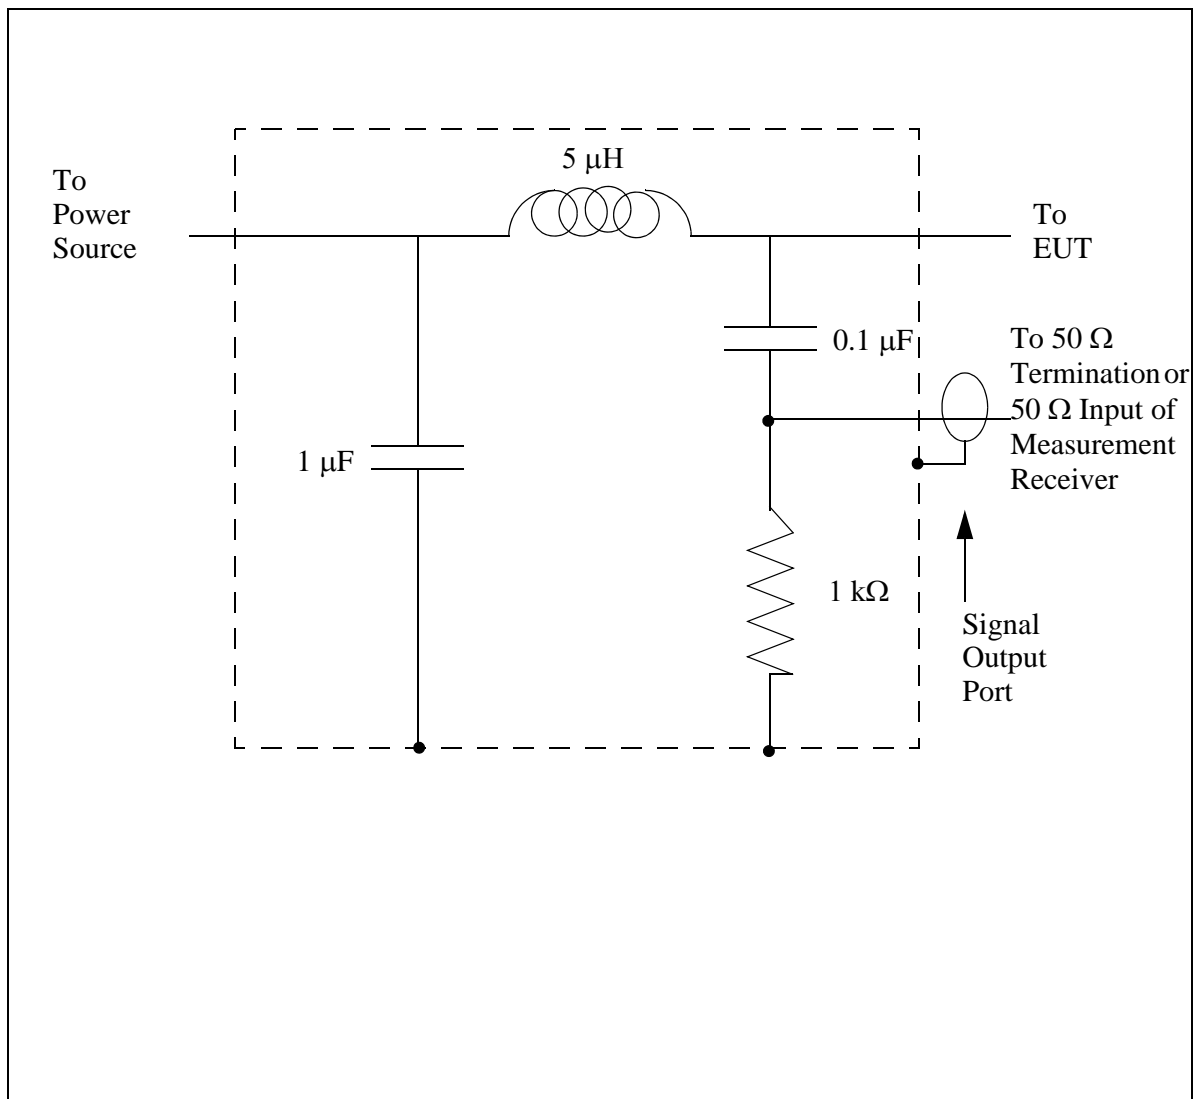 5 μH
To
Power
Source
To
EUT
0.1 μF
To 50 Ω
Termination or
50 Ω Input of
Measurement
Receiver
1 μF
1 kΩ
Signal
Output
Port